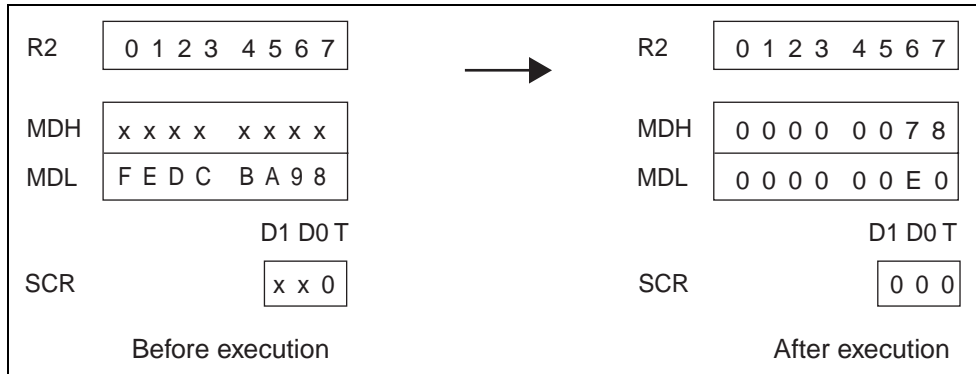 R2 0 1 2 3 4 5 6 7 R2 0 1 2 3 4 5 6 7
MDH x x x x x x x x MDH 0 0 0 0 0 0 7 8
MDL F E D C B A 9 8 MDL 0 0 0 0 0 0 E 0
D1 D0 T D1 D0 T
SCR x x 0 SCR 0 0 0
Before execution After execution